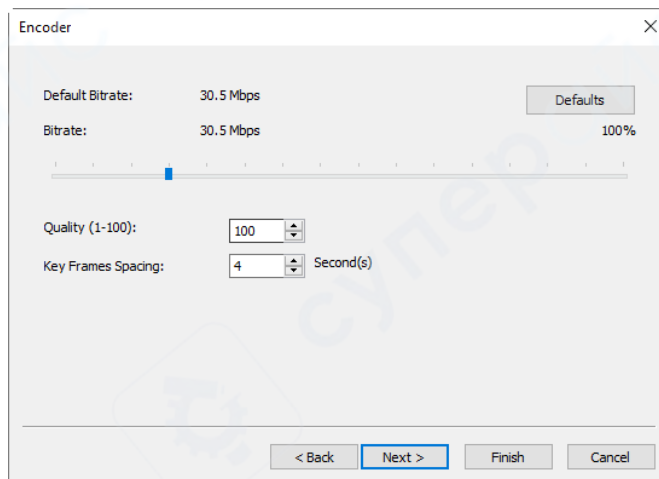 Encoder
Default Bitrate: 30.5 Mbps Defaults
Bitrate: 30.5 Mbps 100%
Quality (1-100): 100
Key Frames Spacing: 4 Second(s)
< Back Next > Finish Cancel
супер